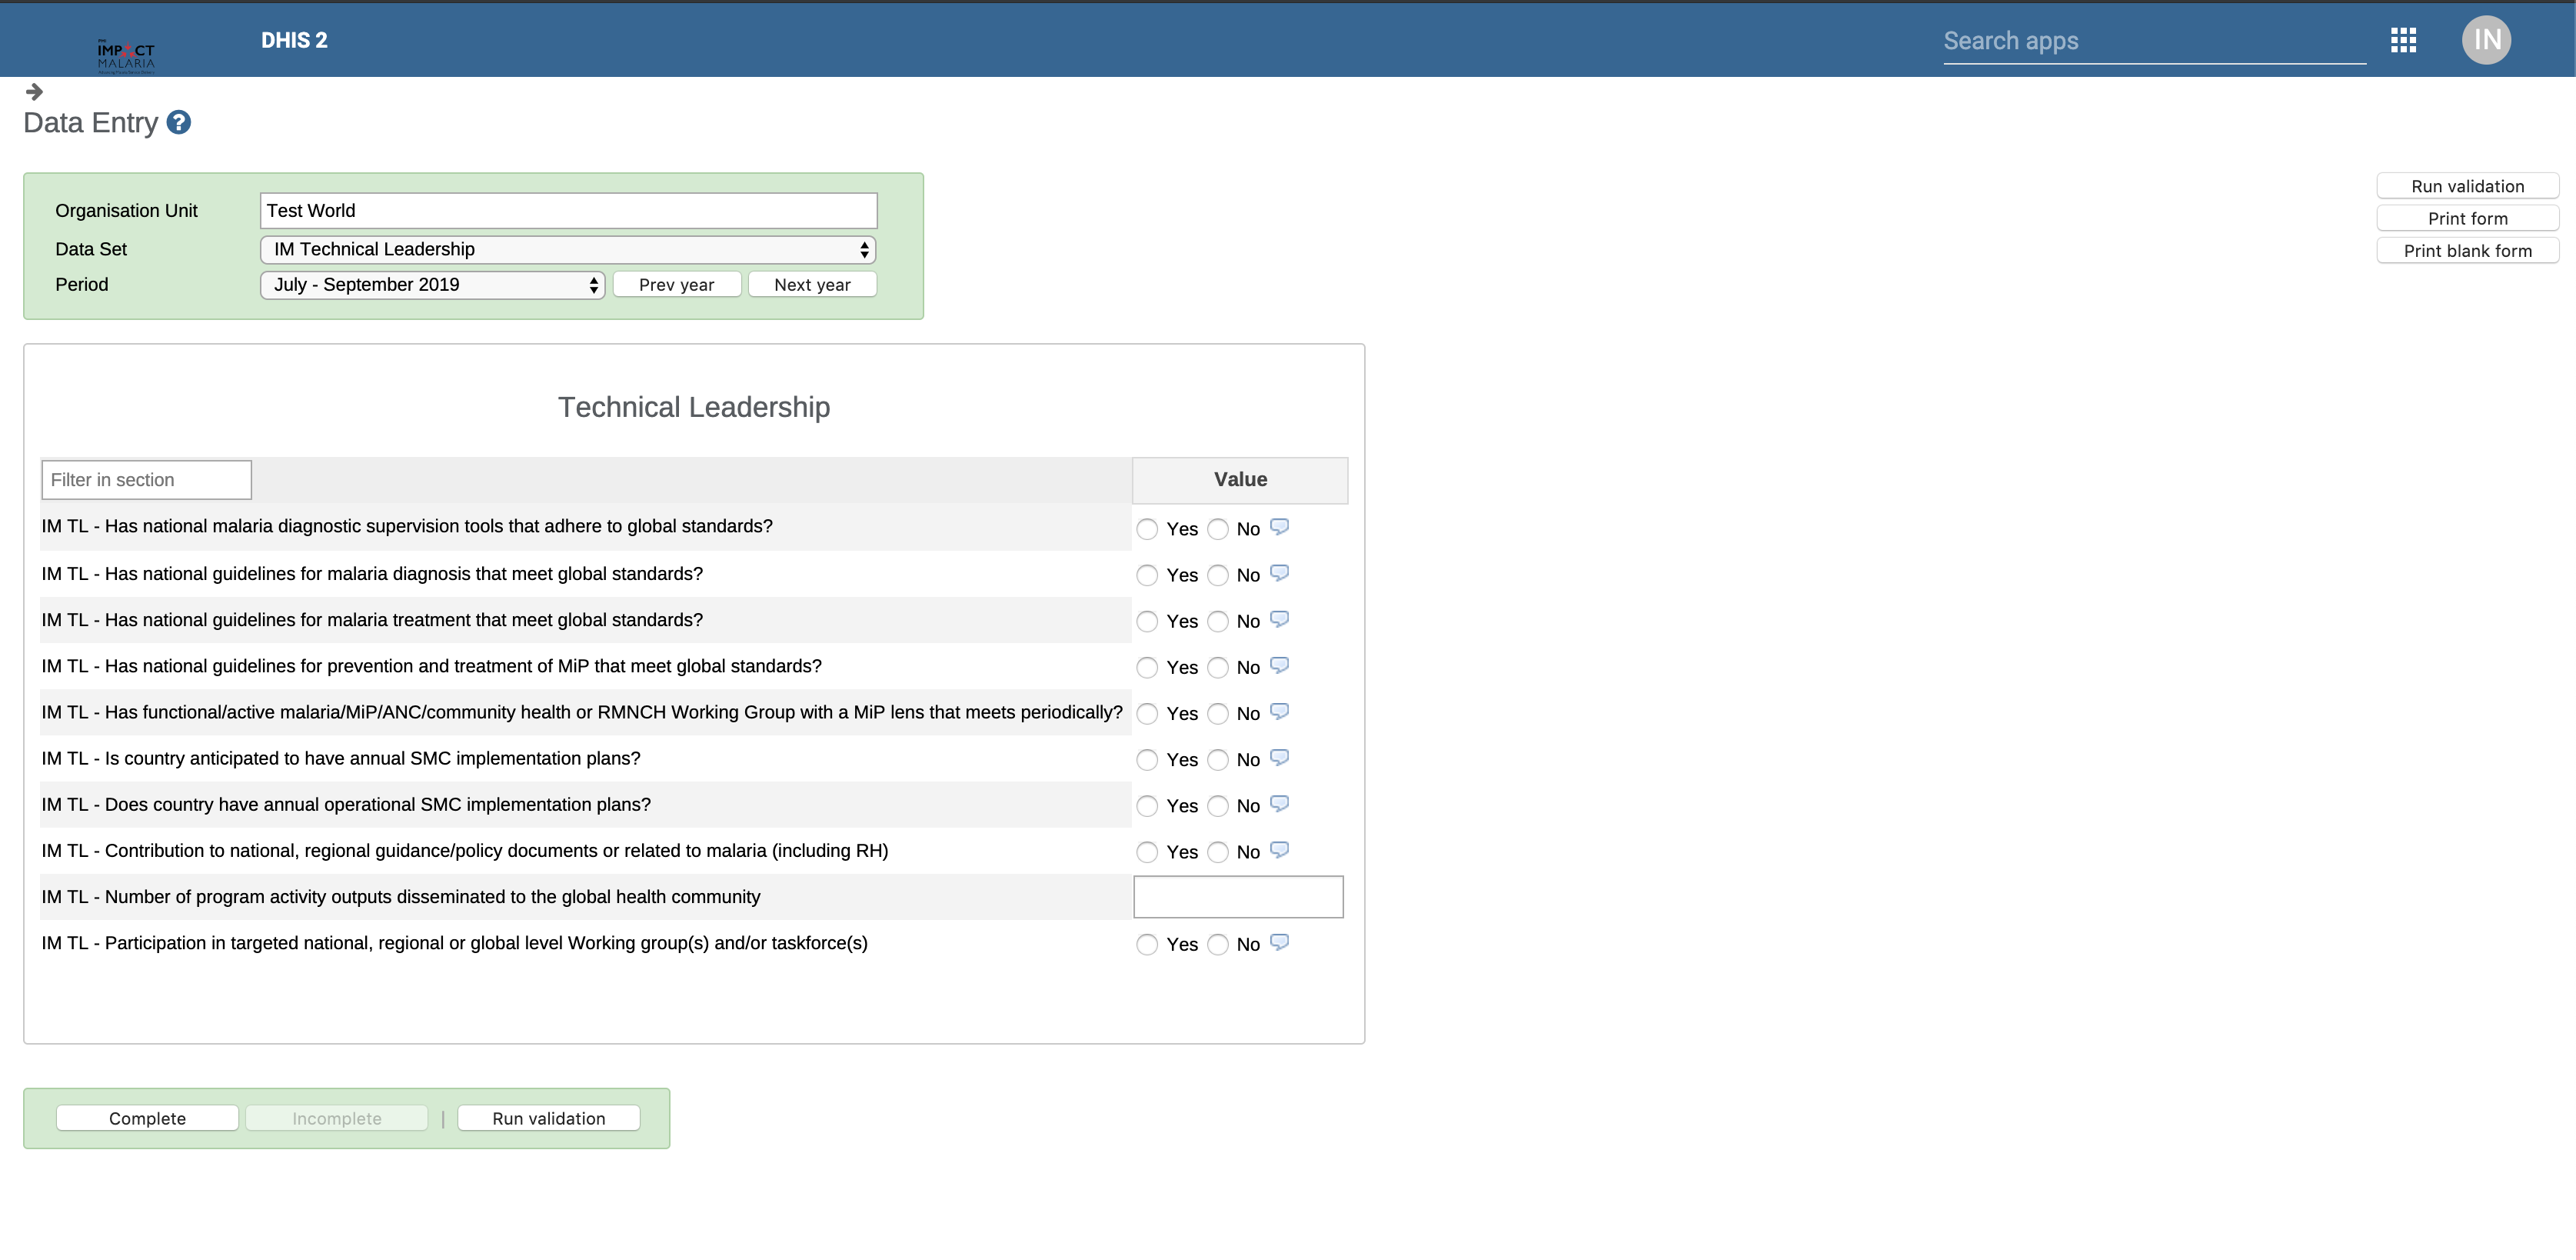 IMPACT
MALARIA
DHIS 2
Search apps
IN
Data Entry ?
Organisation Unit Test World
Data Set IM Technical Leadership
Period July - September 2019 Prev year Next year
Run validation
Print form
Print blank form
Technical Leadership
Filter in section Value
IM TL - Has national malaria diagnostic supervision tools that adhere to global standards? Yes No
IM TL - Has national guidelines for malaria diagnosis that meet global standards? Yes No
IM TL - Has national guidelines for malaria treatment that meet global standards? Yes No
IM TL - Has national guidelines for prevention and treatment of MiP that meet global standards? Yes No
IM TL - Has functional/active malaria/MiP/ANC/community health or RMNCH Working Group with a MiP lens that meets periodically? Yes No
IM TL - Is country anticipated to have annual SMC implementation plans? Yes No
IM TL - Does country have annual operational SMC implementation plans? Yes No
IM TL - Contribution to national, regional guidance/policy documents or related to malaria (including RH) Yes No
IM TL - Number of program activity outputs disseminated to the global health community
IM TL - Participation in targeted national, regional or global level Working group(s) and/or taskforce(s) Yes No
Complete Incomplete | Run validation